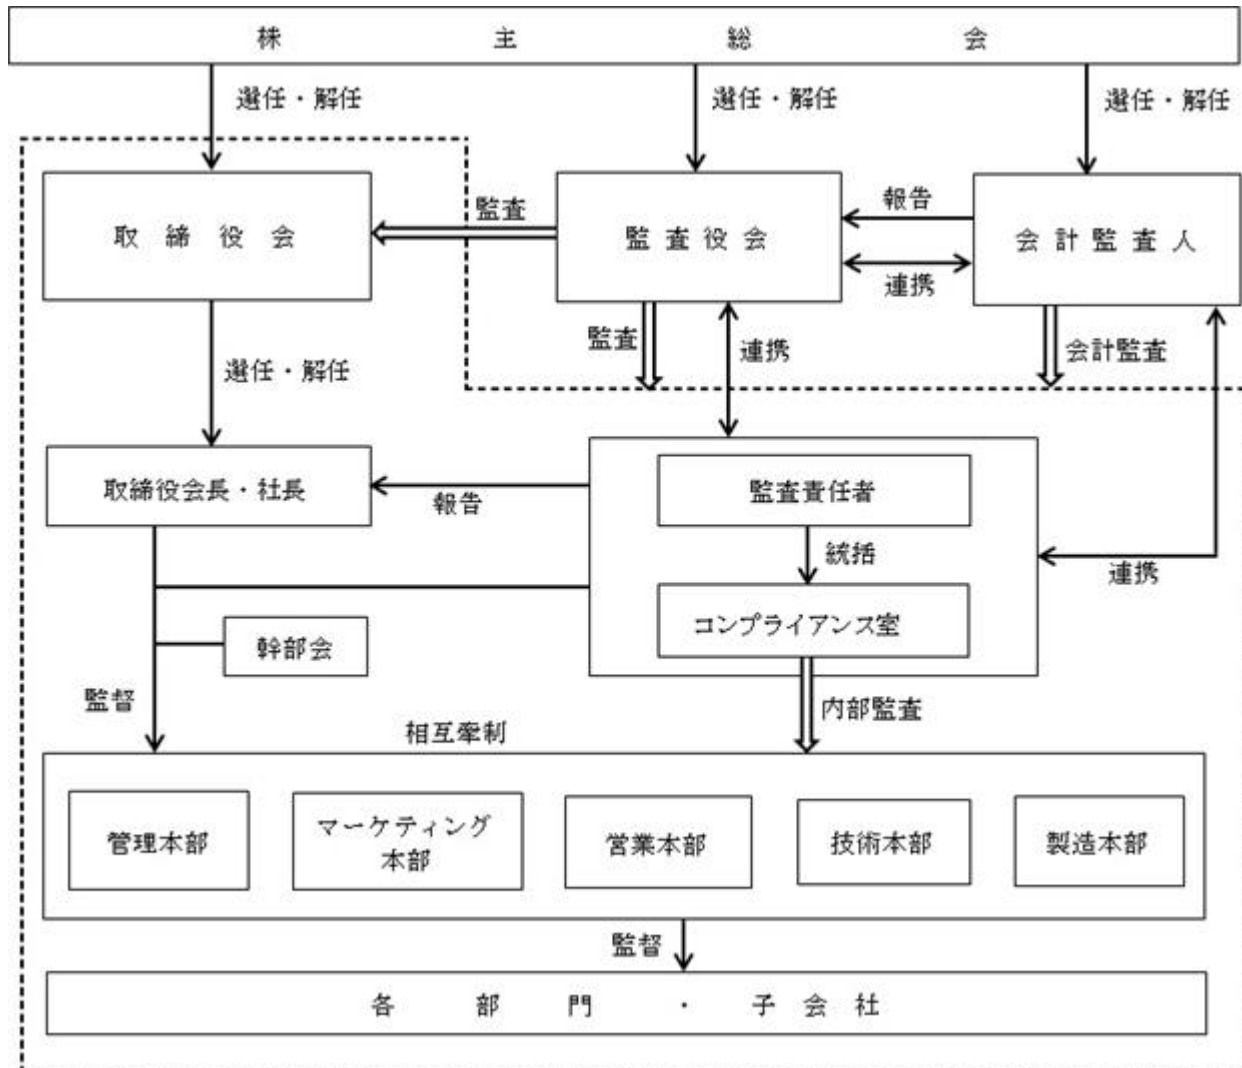 株主総会
選任・解任
選任・解任
選任・解任
取締役会
監査
監査役会
報告
連携
会計監査人
選任・解任
監査
連携
会計監査
取締役会長・社長
報告
監査責任者
統括
コンプライアンス室
連携
幹部会
監督
相互牽制
内部監査
管理本部
マーケティング
本部
営業本部
技術本部
製造本部
監督
各部門・子会社